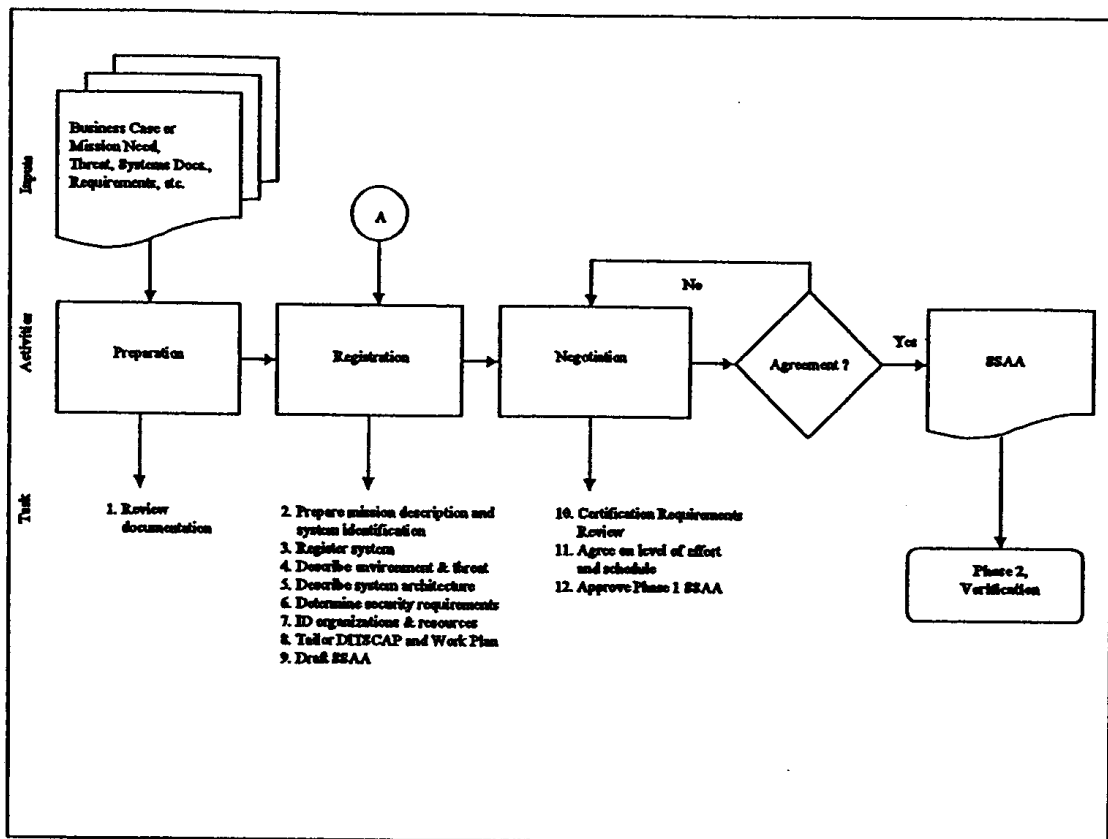 Inputs
Business Case or
Mission Need,
Threat, Systems Docs.,
Requirements, etc.
A
No
Activities
Preparation
Registration
Negotiation
Agreement ?
Yes
SSAA
Task
1. Review
documentation
2. Prepare mission description and
system identification
3. Register system
4. Describe environment & threat
5. Describe system architecture
6. Determine security requirements
7. ID organizations & resources
8. Tailor DITSCAP and Work Plan
9. Draft SSAA
10. Certification Requirements
Review
11. Agree on level of effort
and schedule
12. Approve Phase 1 SSAA
Phase 2,
Verification